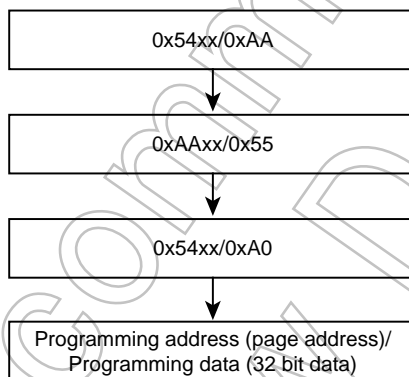 0x54xx/0xAA
0xAAxx/0x55
0x54xx/0xA0
Programming address (page address)/
Programming data (32 bit data)